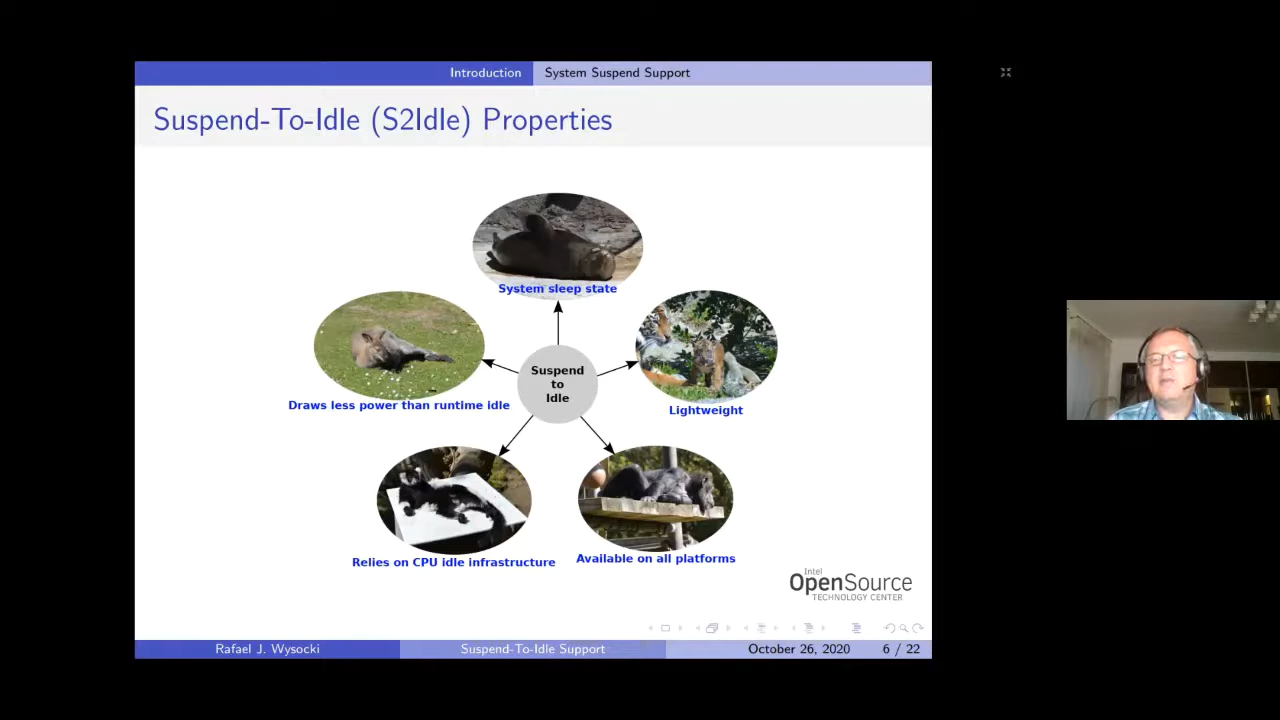 Introduction
System Suspend Support
Suspend-To-Idle (S2Idle) Properties
System sleep state
Draws less power than runtime idle
Suspend
to
Idle
Lightweight
Relies on CPU idle infrastructure
Available on all platforms
Intel
OpenSource
TECHNOLOGY CENTER
Rafael J. Wysocki
Suspend-To-Idle Support
October 26, 2020
6 / 22